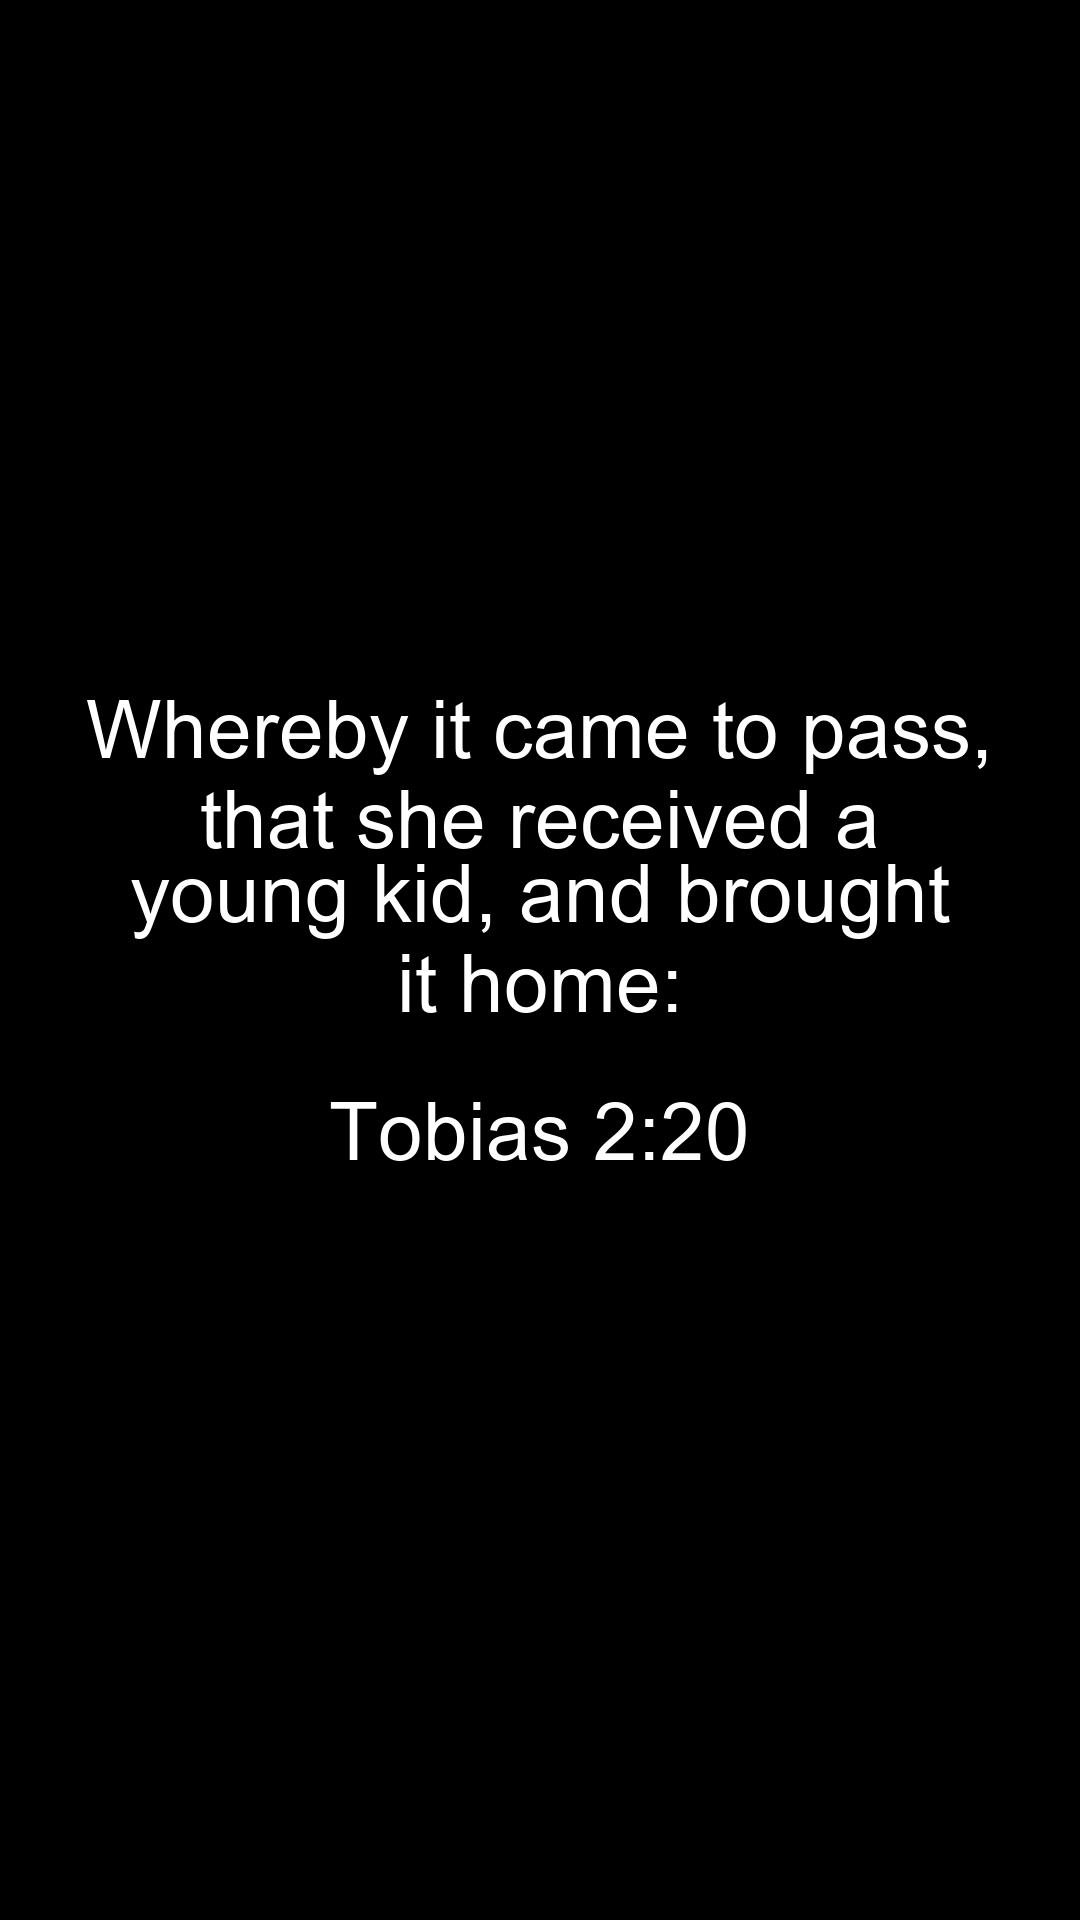 Whereby it came to pass,
that she received a
young kid, and brought
it home:
Tobias 2:20